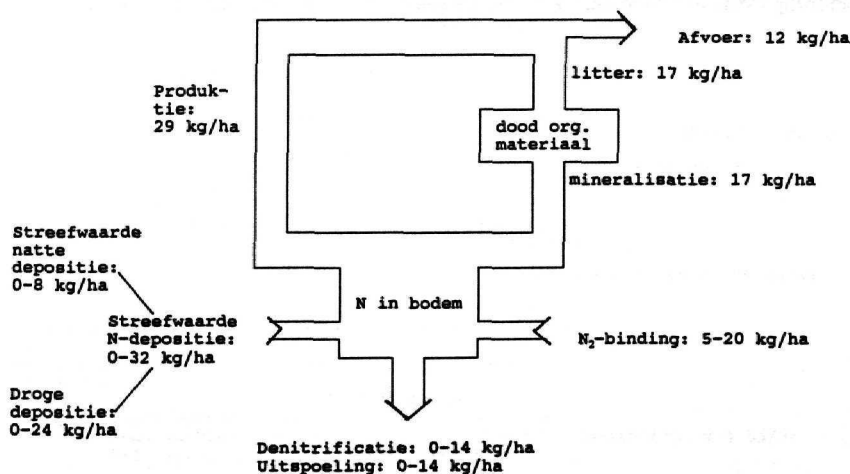 Afvoer: 12 kg/ha
litter: 17 kg/ha
Produk-
tie:
29 kg/ha
dood org.
materiaal
mineralisatie: 17 kg/ha
Streefwaarde
natte
depositie:
0-8 kg/ha
N in bodem
Streefwaarde
N-depositie:
0-32 kg/ha
N₂-binding: 5-20 kg/ha
Droge
depositie:
0-24 kg/ha
Denitrificatie: 0-14 kg/ha
Uitspoeling: 0-14 kg/ha